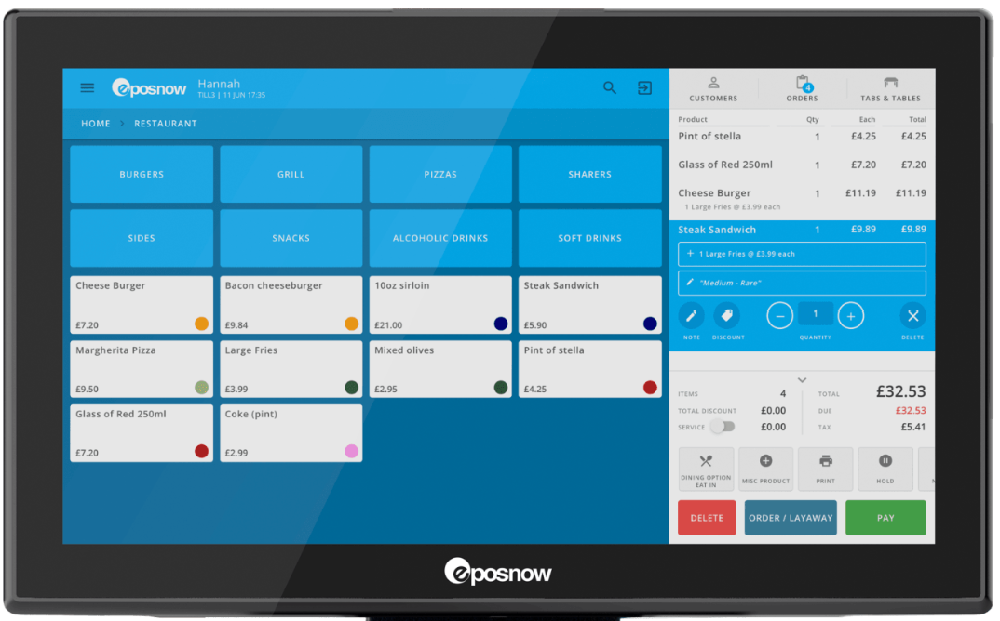 eposnow
Hannah
TILL3 | 11 JUN 17:35
HOME > RESTAURANT
BURGERS
GRILL
PIZZAS
SHARERS
SIDES
SNACKS
ALCOHOLIC DRINKS
SOFT DRINKS
Cheese Burger
£7.20
Bacon cheeseburger
£9.84
10oz sirloin
£21.00
Steak Sandwich
£5.90
Margherita Pizza
£9.50
Large Fries
£3.99
Mixed olives
£2.95
Pint of stella
£4.25
Glass of Red 250ml
£7.20
Coke (pint)
£2.99
CUSTOMERS
4
ORDERS
TABS & TABLES
Product Qty Each Total
Pint of stella 1 £4.25 £4.25
Glass of Red 250ml 1 £7.20 £7.20
Cheese Burger 1 £11.19 £11.19
1 Large Fries @ £3.99 each
Steak Sandwich 1 £9.89 £9.89
+ 1 Large Fries @ £3.99 each
"Medium - Rare"
1
NOTE DISCOUNT QUANTITY DELETE
ITEMS 4 TOTAL £32.53
TOTAL DISCOUNT £0.00 DUE £32.53
SERVICE £0.00 TAX £5.41
DINING OPTION
EAT IN
MISC PRODUCT
PRINT
HOLD
DELETE
ORDER / LAYAWAY
PAY
eposnow